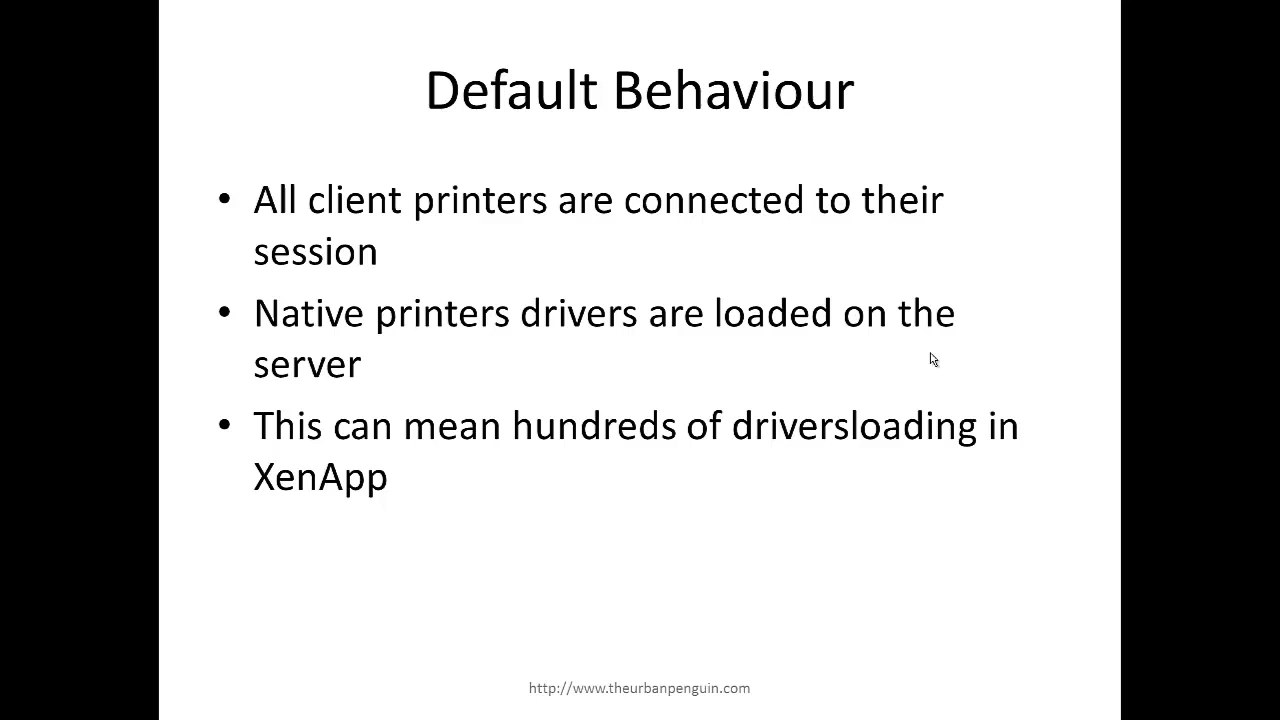 Default Behaviour
• All client printers are connected to their
session
• Native printers drivers are loaded on the
server
• This can mean hundreds of driversloading in
XenApp
http://www.theurbanpenguin.com